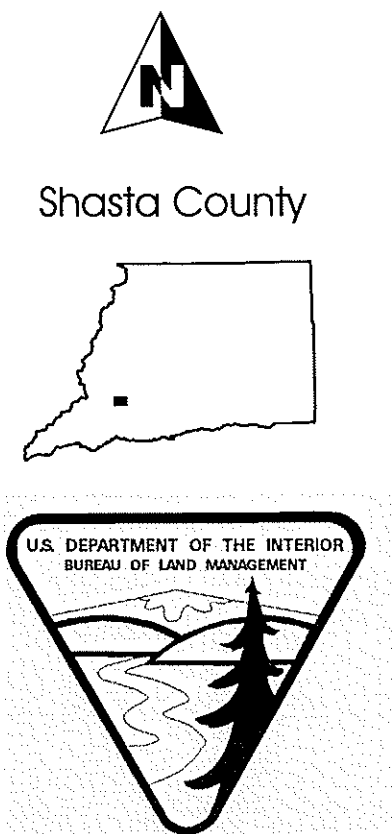 N
Shasta County
U.S. DEPARTMENT OF THE INTERIOR
BUREAU OF LAND MANAGEMENT